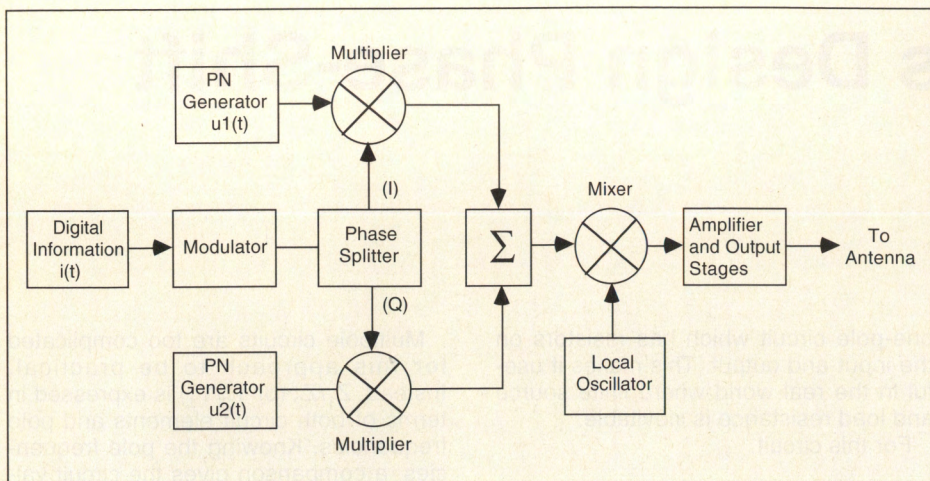 Multiplier
PN
Generator
u1(t)
(I)
Mixer
Digital
Information
i(t)
Modulator
Phase
Splitter
Σ
Amplifier
and Output
Stages
To
Antenna
(Q)
PN
Generator
u2(t)
Local
Oscillator
Multiplier